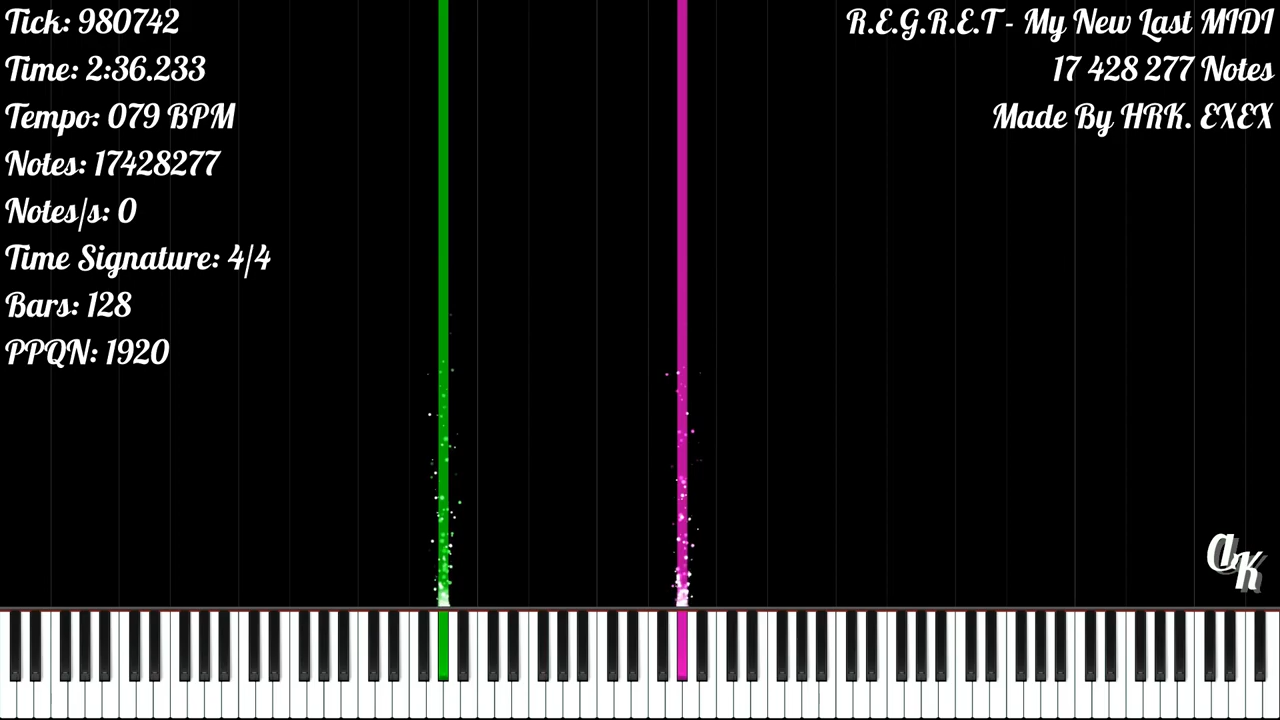 Tick: 980742
Time: 2:36.233
Tempo: 079 BPM
Notes: 17428277
Notes/s: 0
Time Signature: 4/4
Bars: 128
PPQN: 1920
R.E.G.R.E.T - My New Last MIDI
17 428 277 Notes
Made By HRK. EXEX
aK